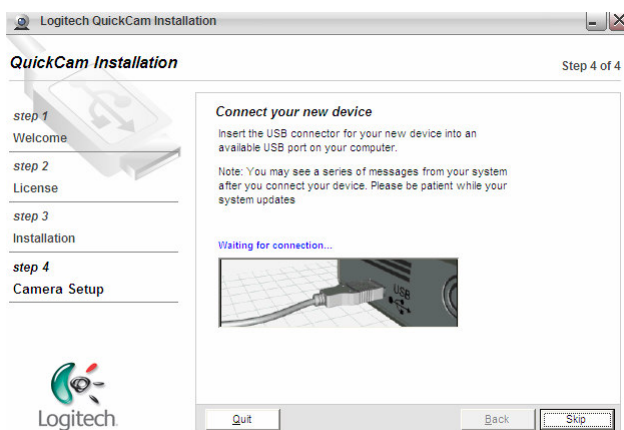 Logitech QuickCam Installation
QuickCam Installation
Step 4 of 4
step 1
Welcome
step 2
License
step 3
Installation
step 4
Camera Setup
Connect your new device
Insert the USB connector for your new device into an
available USB port on your computer.
Note: You may see a series of messages from your system
after you connect your device. Please be patient while your
system updates
Waiting for connection...
USB
Logitech
Quit
Back
Skip